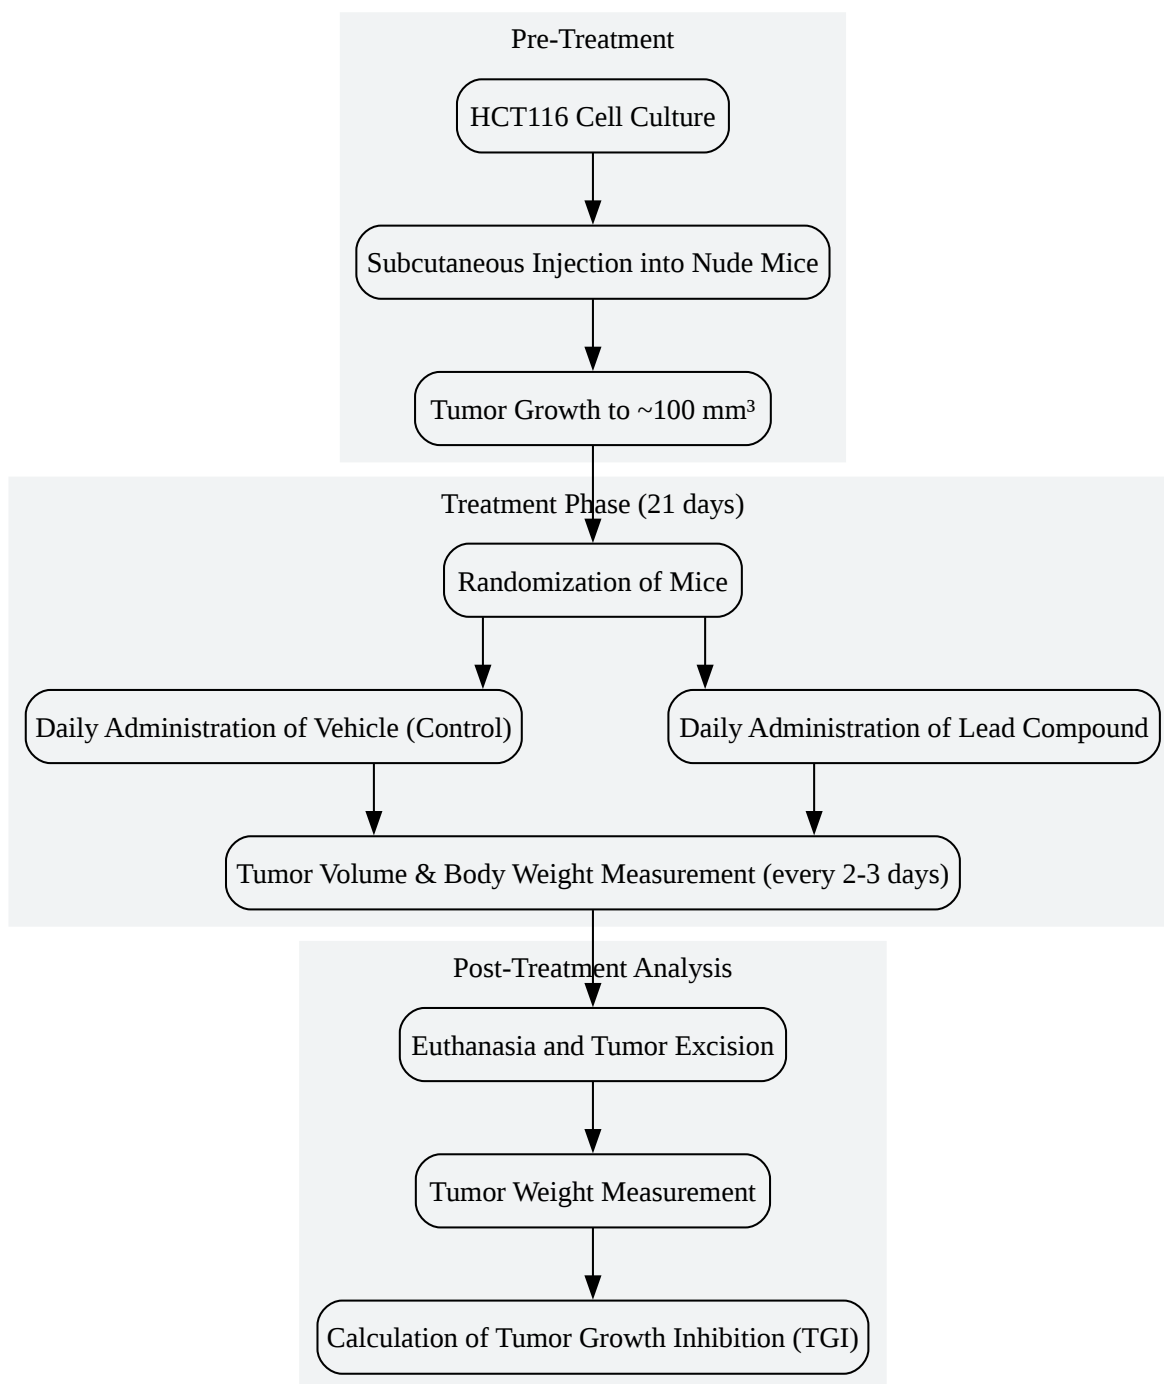 Pre-Treatment
HCT116 Cell Culture
Subcutaneous Injection into Nude Mice
Tumor Growth to ~100 mm³
Treatment Phase (21 days)
Randomization of Mice
Daily Administration of Vehicle (Control)
Daily Administration of Lead Compound
Tumor Volume & Body Weight Measurement (every 2-3 days)
Post-Treatment Analysis
Euthanasia and Tumor Excision
Tumor Weight Measurement
Calculation of Tumor Growth Inhibition (TGI)